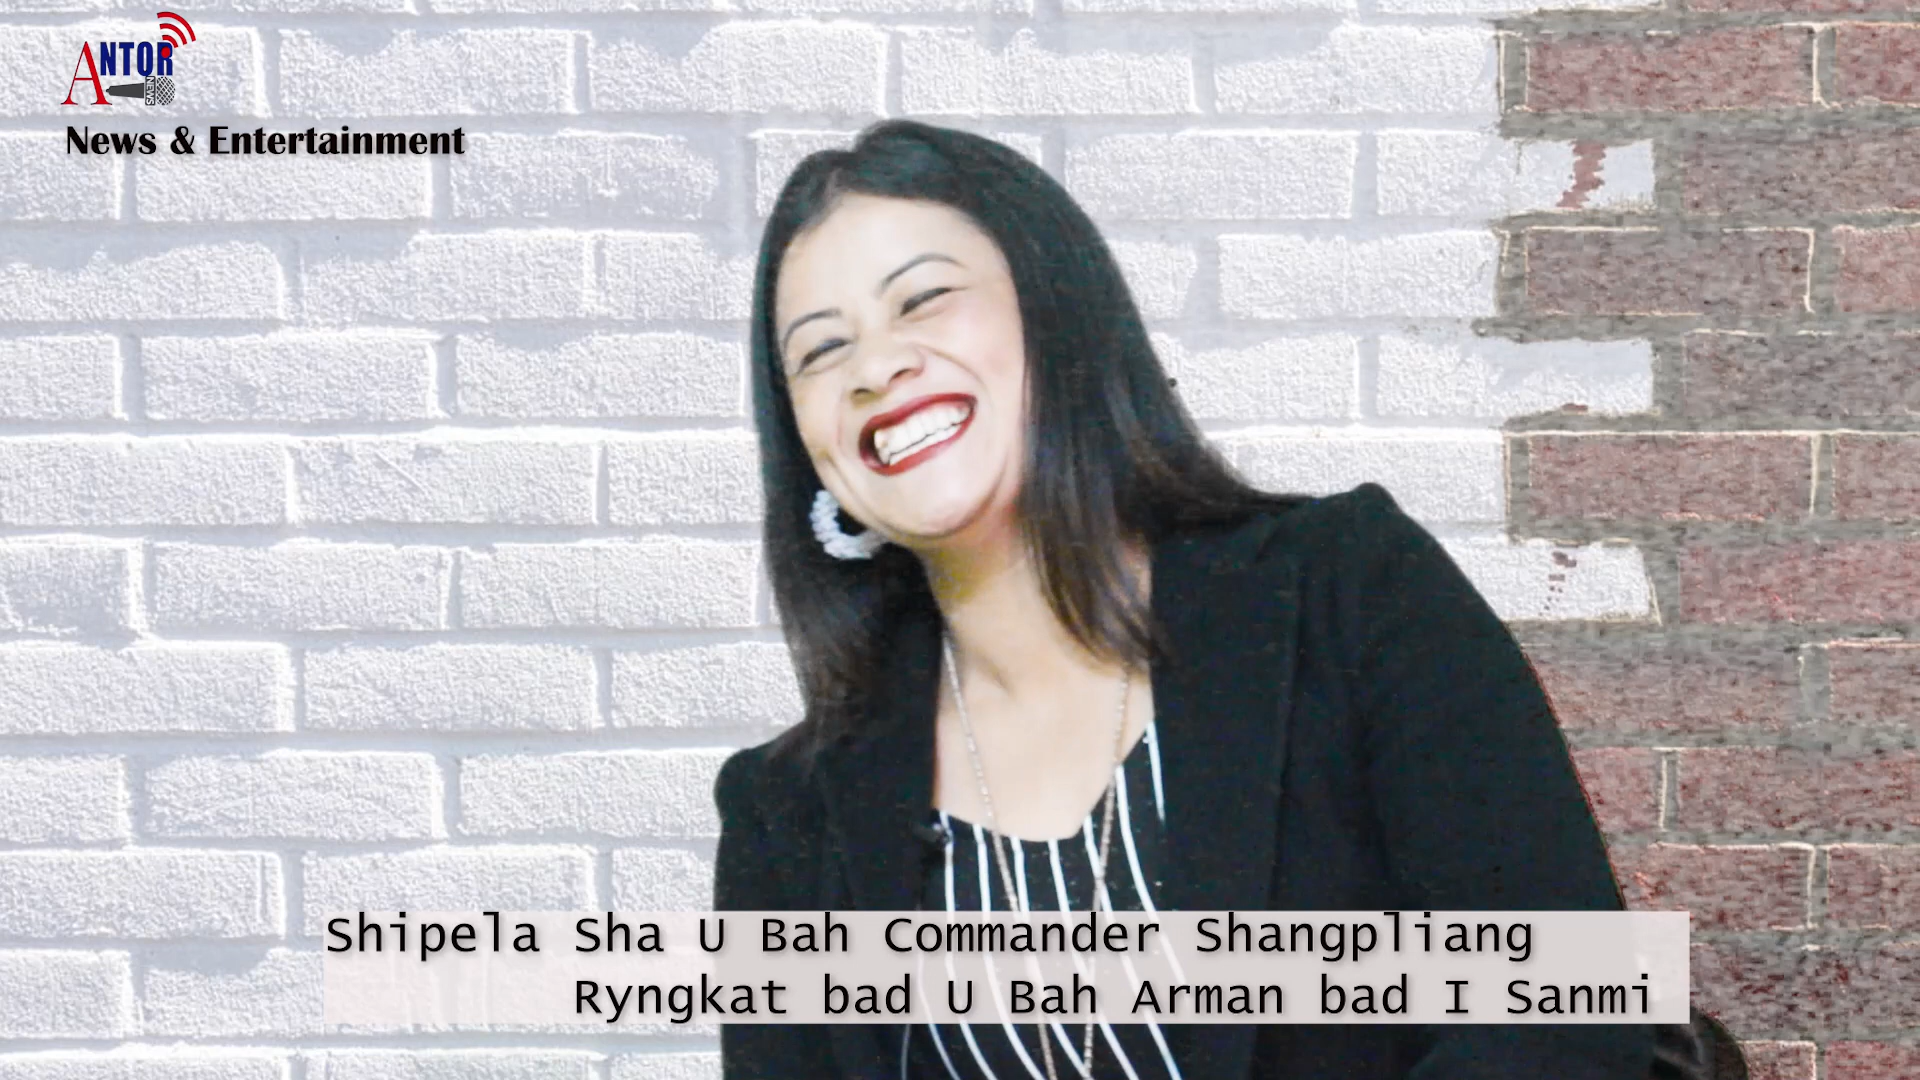 ANTOR
NEWS
News & Entertainment
Shipela Sha U Bah Commander Shangpliang
Ryngkat bad U Bah Arman bad I Sanmi